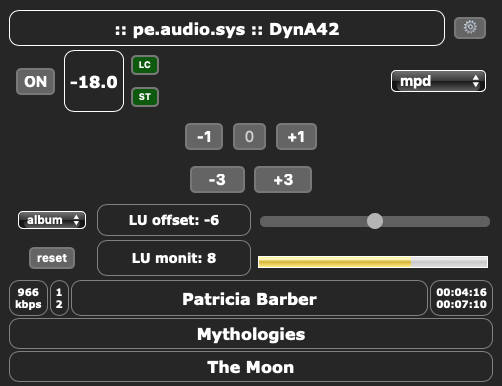 :: pe.audio.sys :: DynA42
ON
-18.0
LC
ST
mpd
-1 0 +1
-3 +3
album LU offset: -6
reset LU monit: 8
966
kbps
1
2
Patricia Barber
00:04:16
00:07:10
Mythologies
The Moon